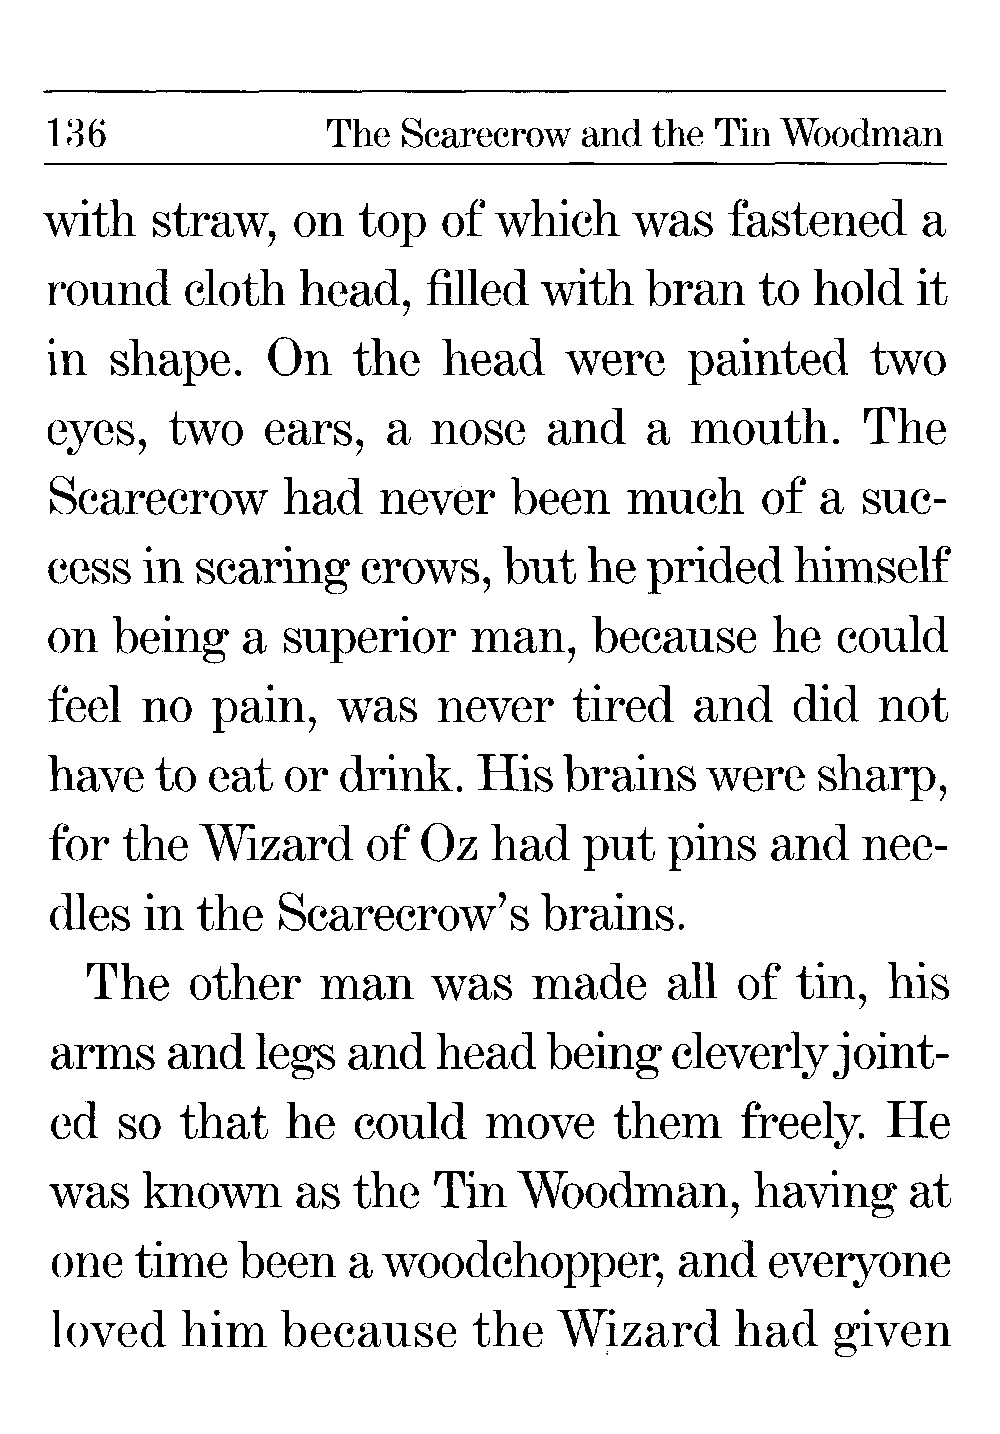 136 The Scarecrow and the Tin Woodman
with straw, on top of which was fastened a
round cloth head, filled with bran to hold it
in shape. On the head were painted two
eyes, two ears, a nose and a mouth. The
Scarecrow had never been much of a suc-
cess in scaring crows, but he prided himself
on being a superior man, because he could
feel no pain, was never tired and did not
have to eat or drink. His brains were sharp,
for the Wizard of Oz had put pins and nee-
dles in the Scarecrow's brains.
The other man was made all of tin, his
arms and legs and head being cleverly joint-
ed so that he could move them freely. He
was known as the Tin Woodman, having at
one time been a woodchopper, and everyone
loved him because the Wizard had given